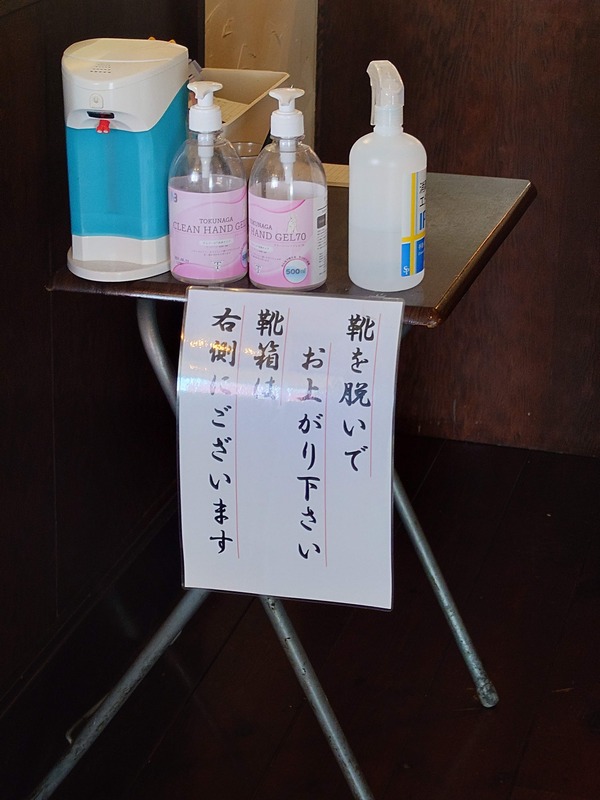 靴を脱いで
お上がり下さい
靴箱は
右側にございます
TOKUNAGA
CLEAN HAND GEL
HAND GEL70
500ml